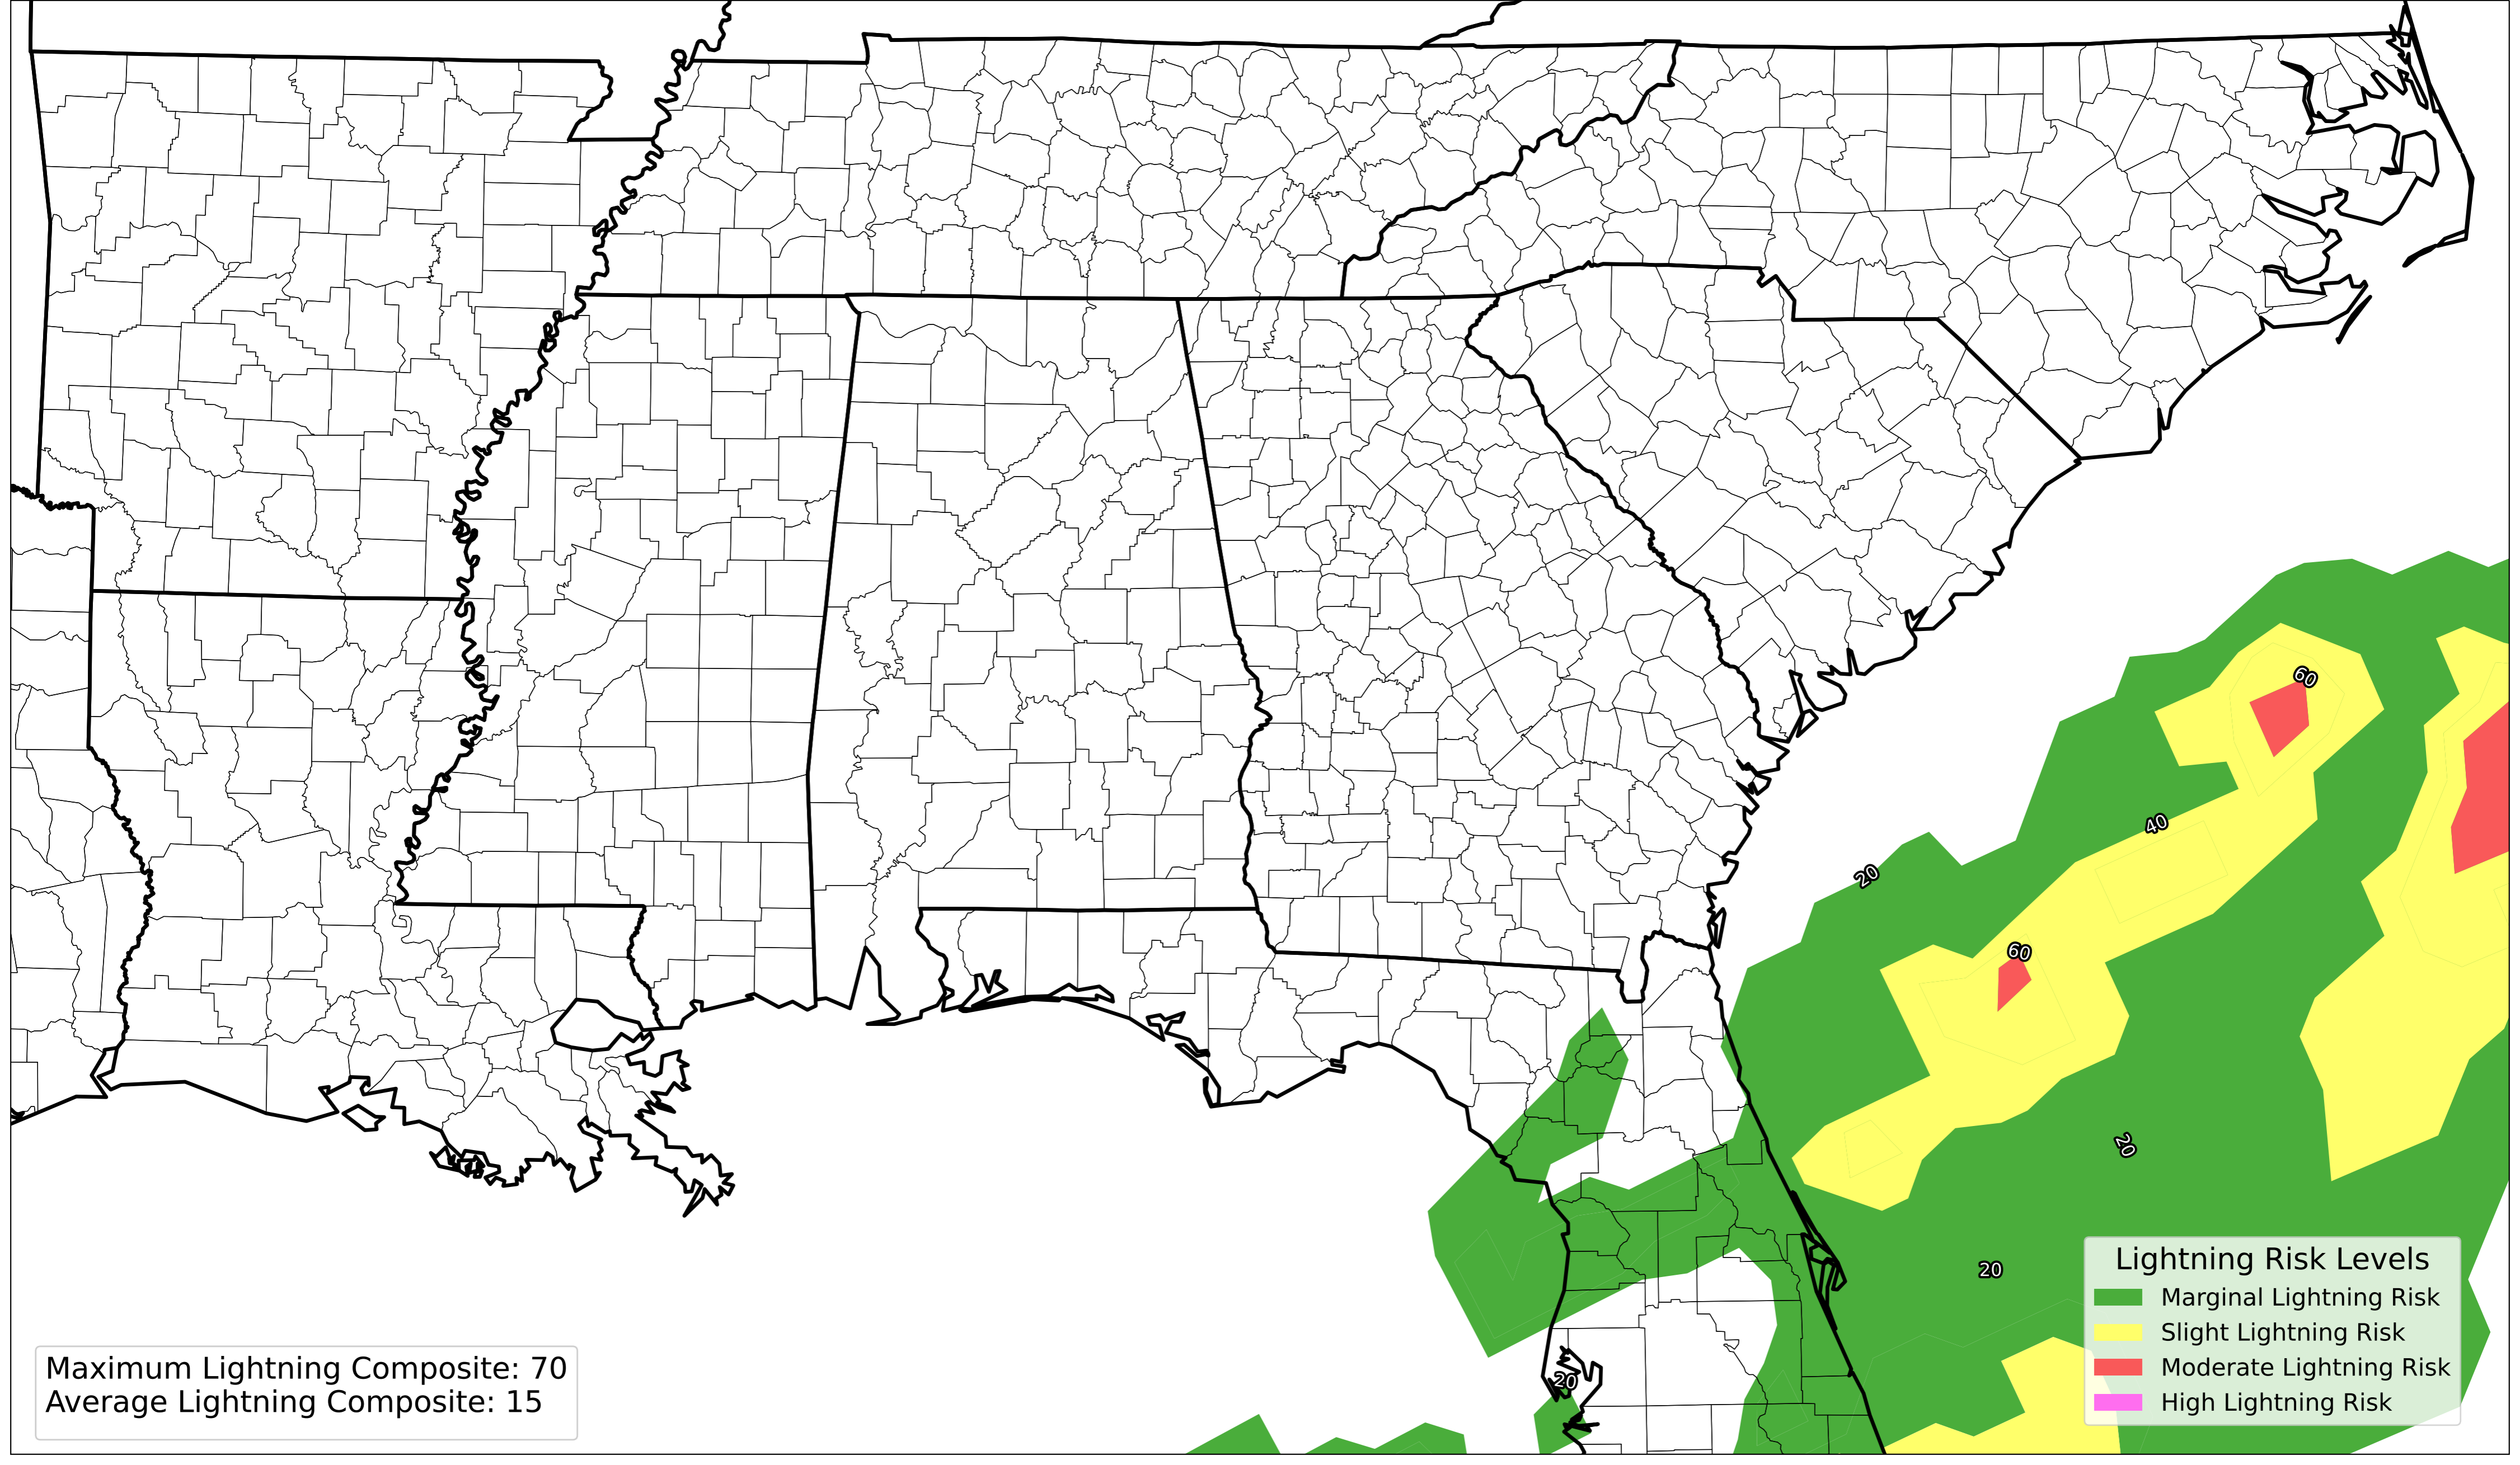 60
40
20
60
20
20
20
Lightning Risk Levels
Marginal Lightning Risk
Slight Lightning Risk
Moderate Lightning Risk
High Lightning Risk
Maximum Lightning Composite: 70
Average Lightning Composite: 15